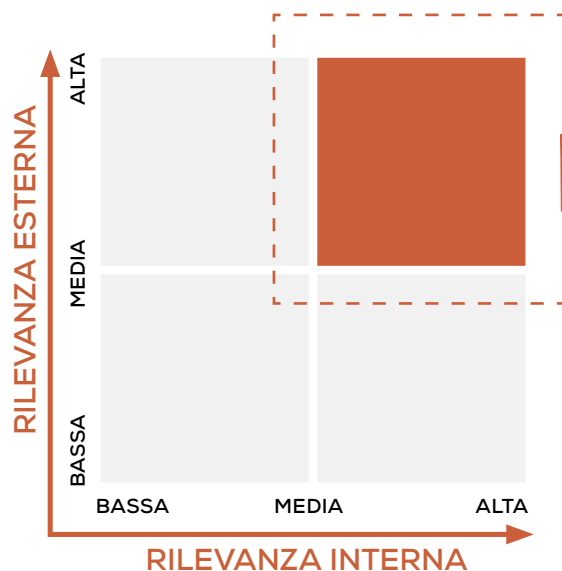 RILEVANZA ESTERNA
ALTA
MEDIA
BASSA
BASSA MEDIA ALTA
RILEVANZA INTERNA